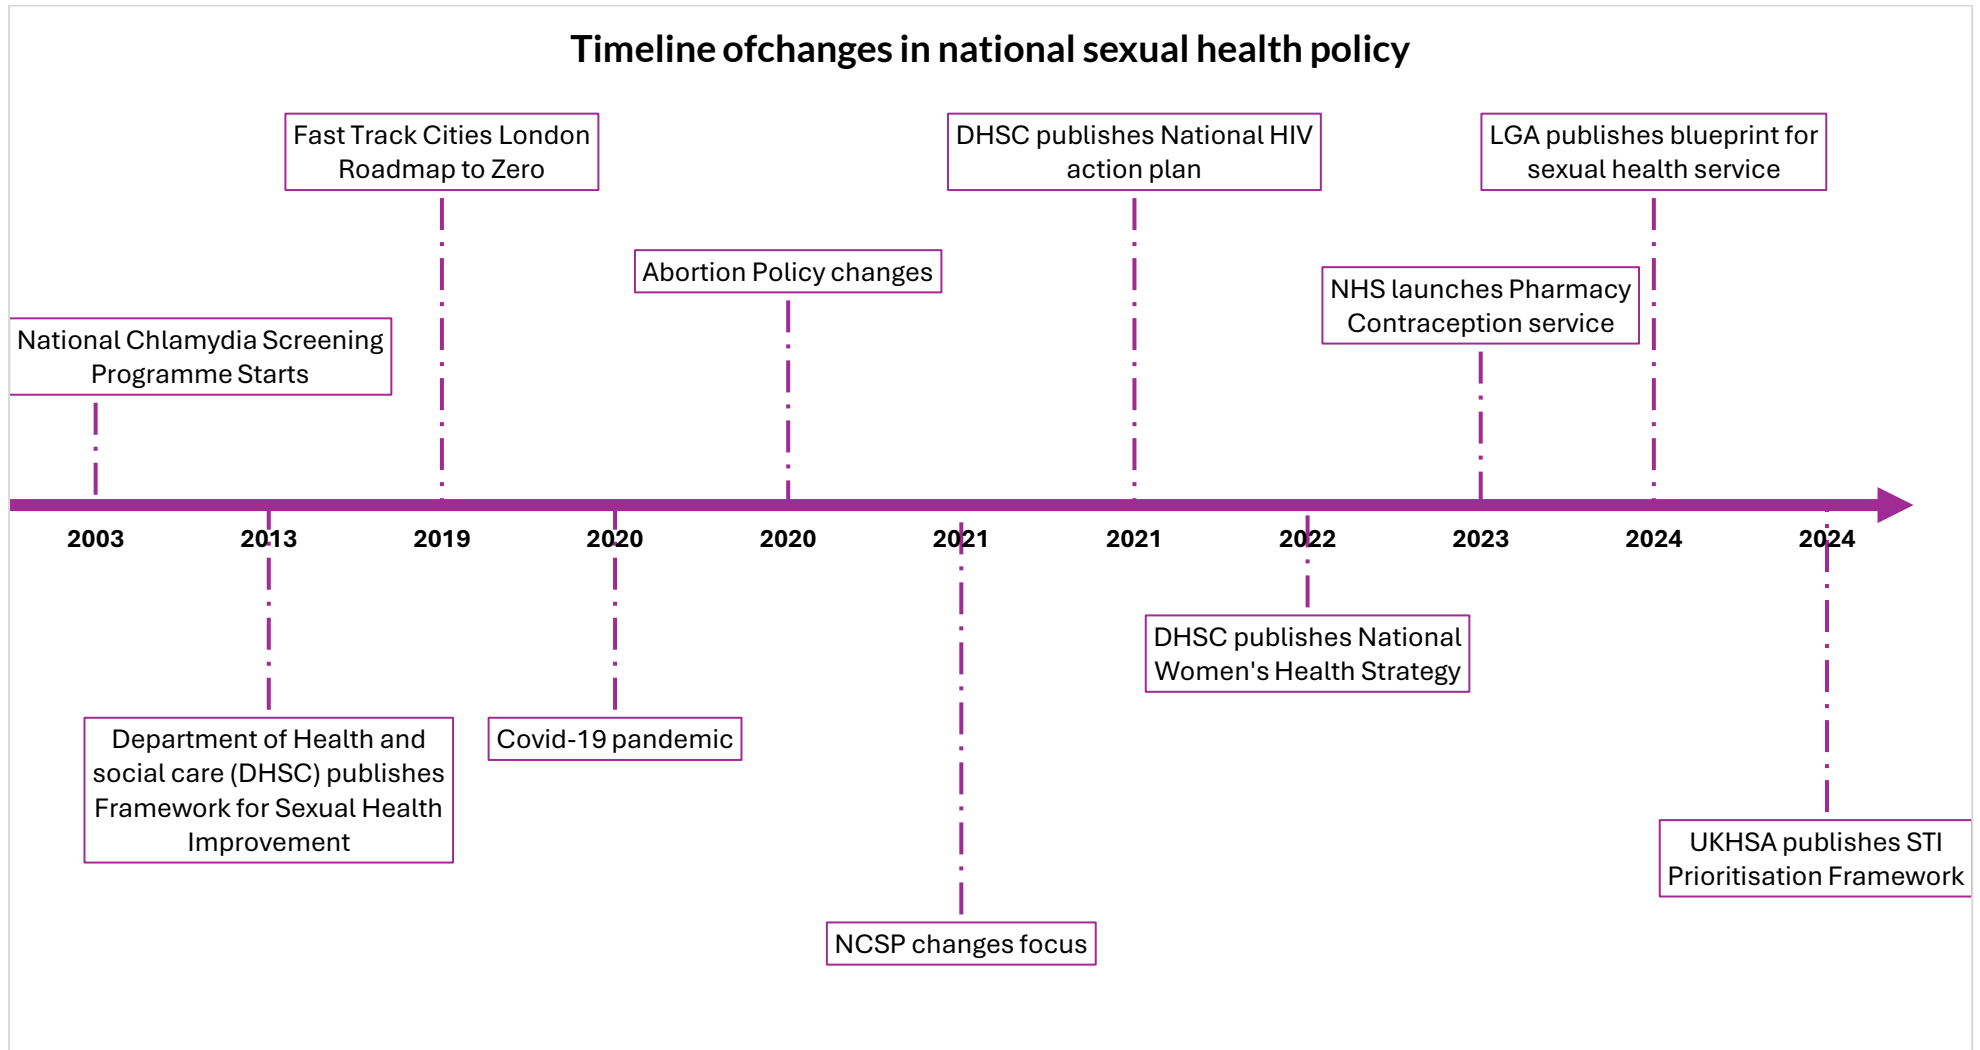 Timeline ofchanges in national sexual health policy
Fast Track Cities London
Roadmap to Zero
DHSC publishes National HIV
action plan
LGA publishes blueprint for
sexual health service
Abortion Policy changes
NHS launches Pharmacy
Contraception service
National Chlamydia Screening
Programme Starts
2003
2013
2019
2020
2020
2021
2021
2022
2023
2024
2024
DHSC publishes National
Women's Health Strategy
Department of Health and
social care (DHSC) publishes
Framework for Sexual Health
Improvement
Covid-19 pandemic
UKHSA publishes STI
Prioritisation Framework
NCSP changes focus